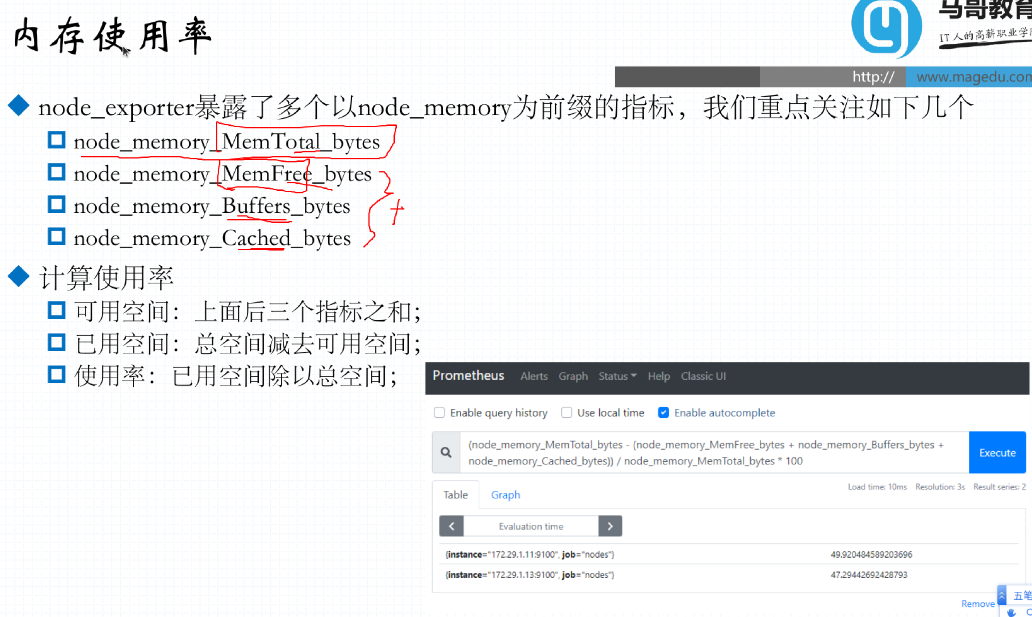 内存使用率
马哥教育
IT人的高薪职业学
http://
www.magedu.com
node_exporter暴露了多个以node_memory为前缀的指标，我们重点关注如下几个
node_memory_MemTotal_bytes
node_memory_MemFree_bytes
node_memory_Buffers_bytes
+
node_memory_Cached_bytes
计算使用率
可用空间：上面后三个指标之和；
已用空间：总空间减去可用空间；
使用率：已用空间除以总空间；
Prometheus Alerts Graph Status Help Classic UI
Enable query history Use local time Enable autocomplete
(node_memory_MemTotal_bytes - (node_memory_MemFree_bytes + node_memory_Buffers_bytes +
node_memory_Cached_bytes)) / node_memory_MemTotal_bytes * 100
Execute
Load time: 10ms Resolution: 3s Result series: 2
Table Graph
Evaluation time
{instance="172.29.1.11:9100", job="nodes"} 49.920484589203696
{instance="172.29.1.13:9100", job="nodes"} 47.29442692428793
Remove
五笔